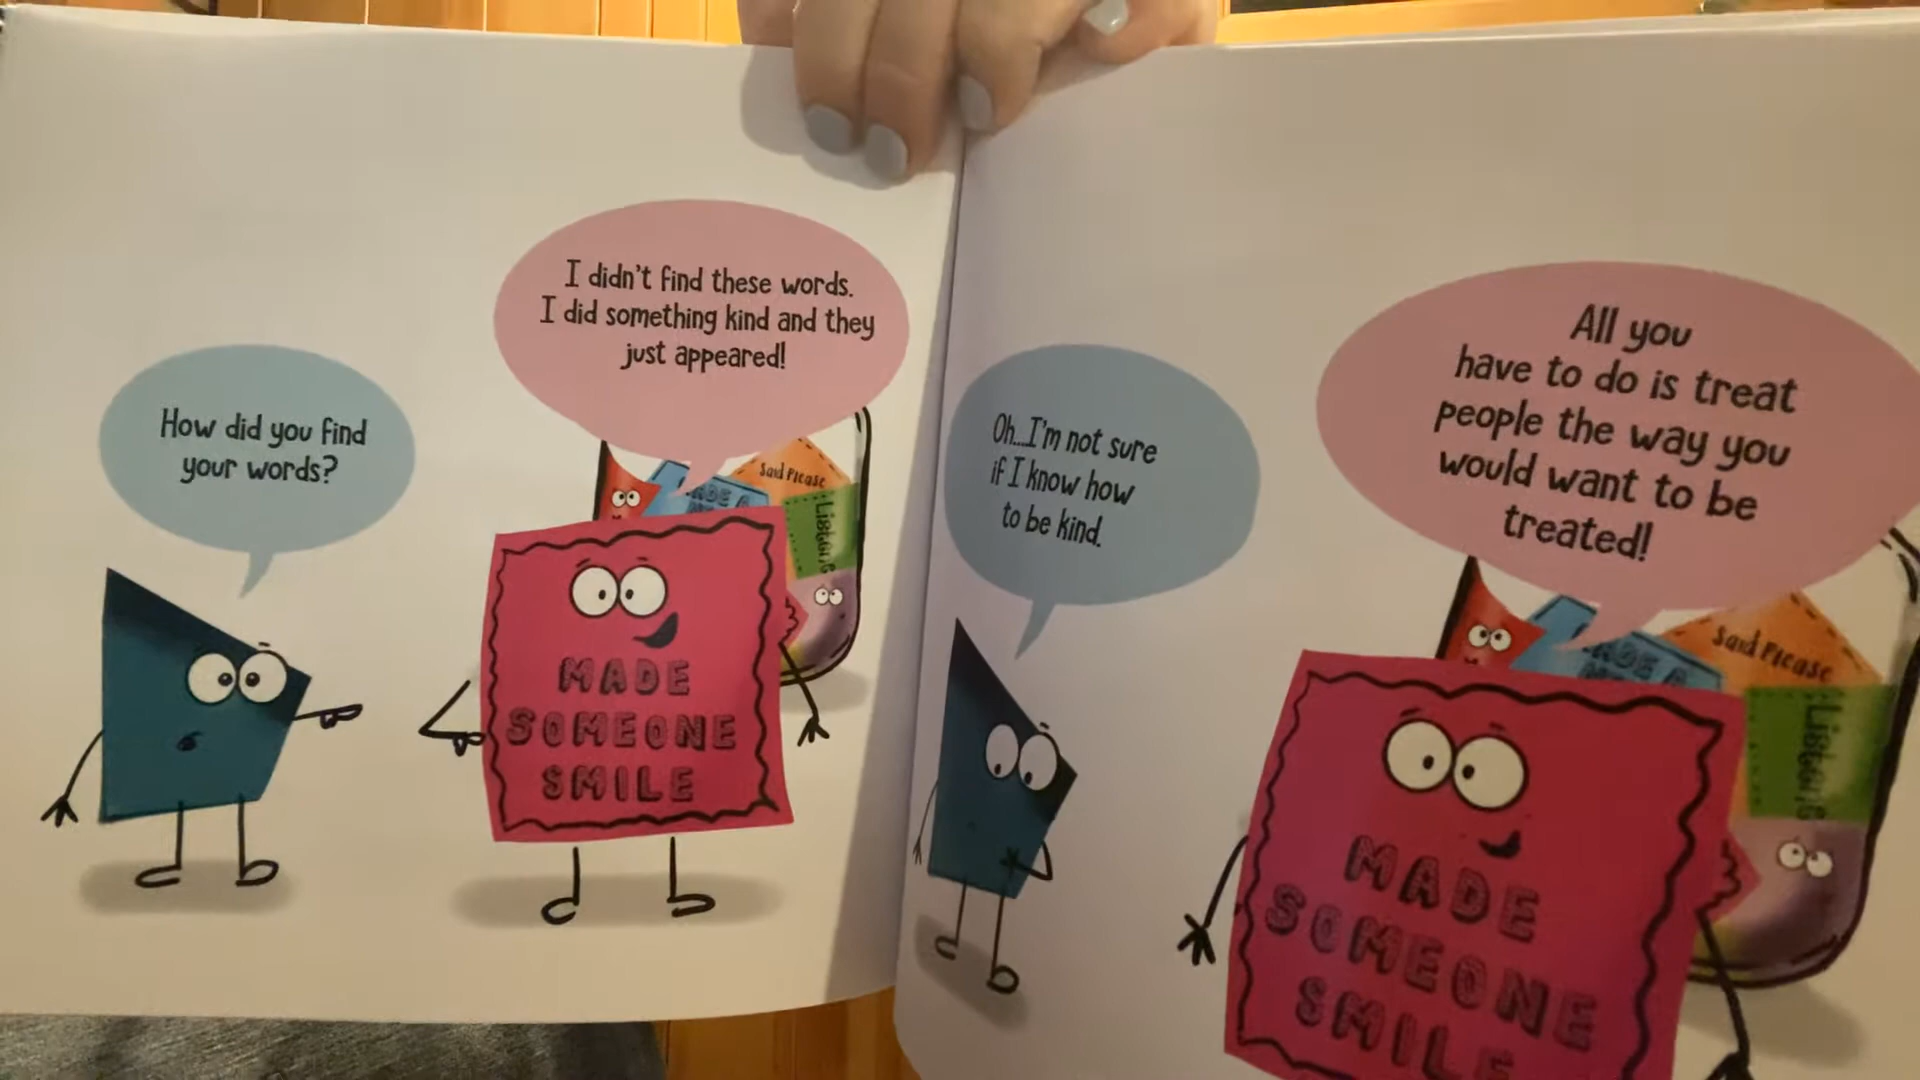 How did you find
your words?
I didn't find these words.
I did something kind and they
just appeared!
Said Please
MADE
SOMEONE
SMILE
Oh...I'm not sure
if I know how
to be kind.
All you
have to do is treat
people the way you
would want to be
treated!
Said Please
MADE
SOMEONE
SMILE